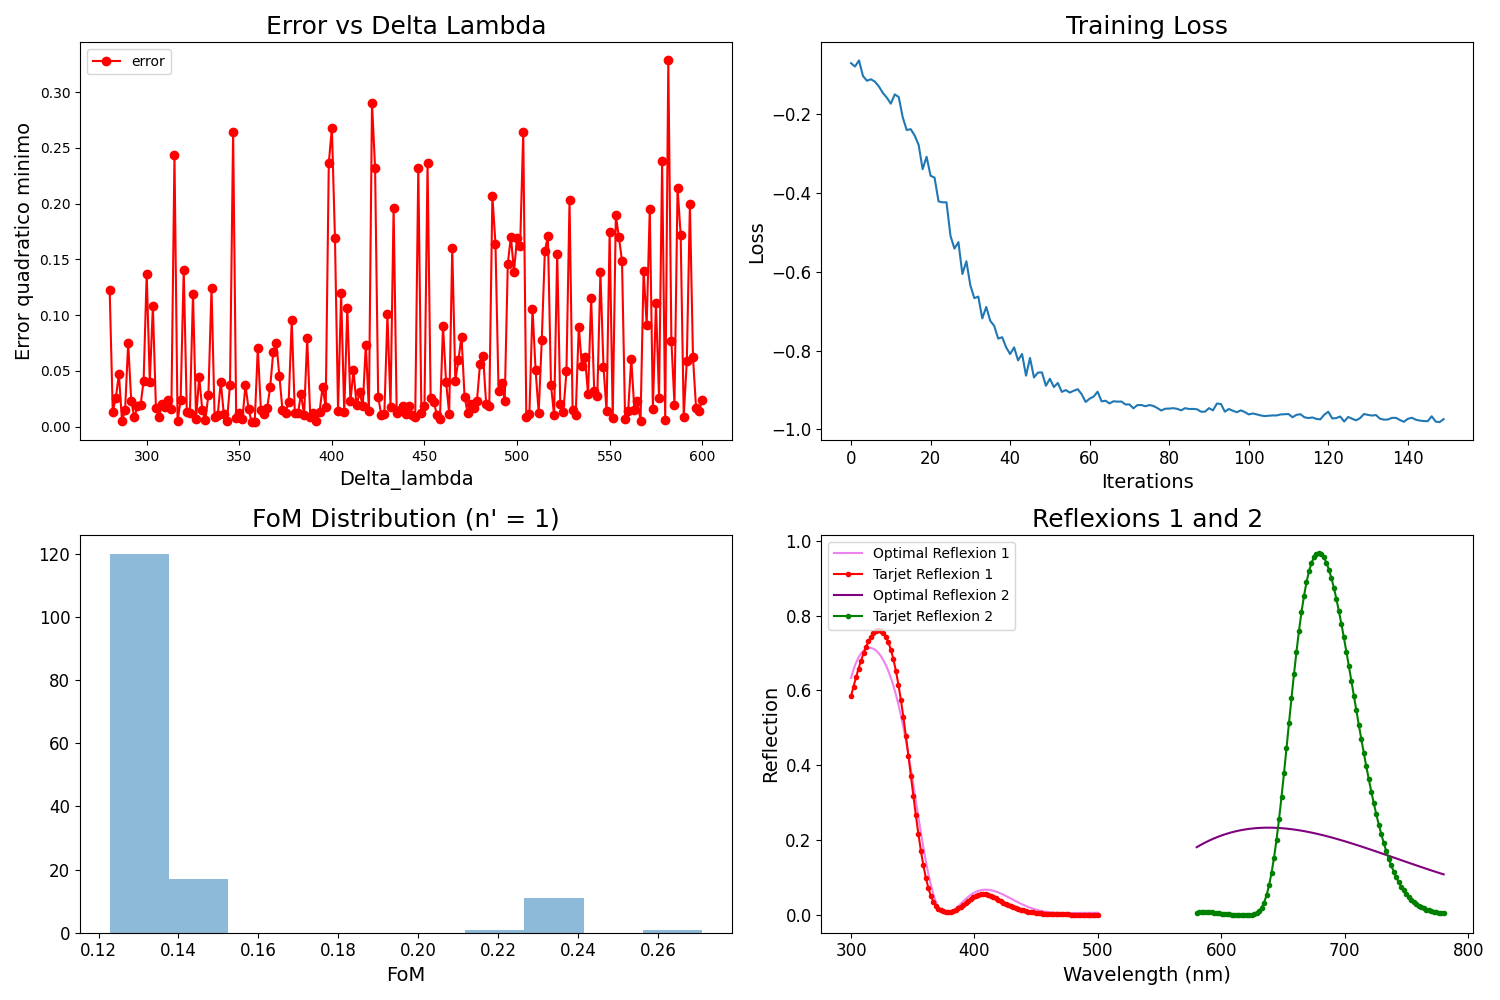 Error vs Delta Lambda
error
Error quadratico minimo
0.30
0.25
0.20
0.15
0.10
0.05
0.00
300 350 400 450 500 550 600
Delta_lambda
Training Loss
Loss
−0.2
−0.4
−0.6
−0.8
−1.0
0 20 40 60 80 100 120 140
Iterations
FoM Distribution (n' = 1)
120
100
80
60
40
20
0
0.12 0.14 0.16 0.18 0.20 0.22 0.24 0.26
FoM
Reflexions 1 and 2
Optimal Reflexion 1
Tarjet Reflexion 1
Optimal Reflexion 2
Tarjet Reflexion 2
Reflection
1.0
0.8
0.6
0.4
0.2
0.0
300 400 500 600 700 800
Wavelength (nm)